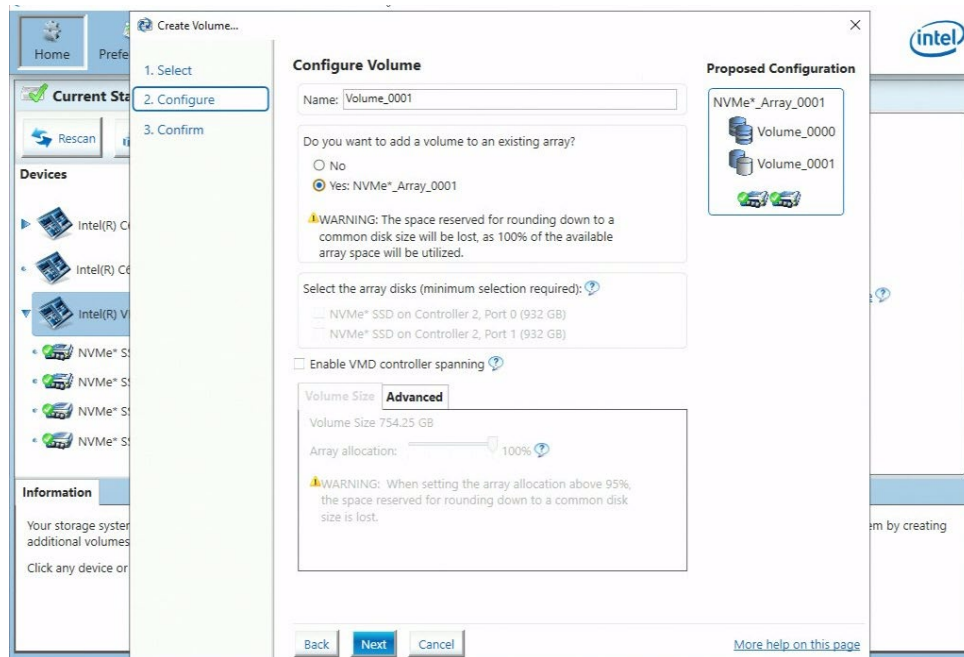 Create Volume...
Home
Prefe
intel
Current Sta
Rescan
Devices
Intel(R) C
Intel(R) C6
Intel(R) V
NVMe* S
NVMe* S
NVMe* S
NVMe* S
Information
Your storage system
additional volumes
em by creating
Click any device or
1. Select
2. Configure
3. Confirm
Configure Volume
Name: Volume_0001
Do you want to add a volume to an existing array?
No
Yes: NVMe*_Array_0001
WARNING: The space reserved for rounding down to a
common disk size will be lost, as 100% of the available
array space will be utilized.
Select the array disks (minimum selection required):
NVMe* SSD on Controller 2, Port 0 (932 GB)
NVMe* SSD on Controller 2, Port 1 (932 GB)
Enable VMD controller spanning
Volume Size
Advanced
Volume Size 754.25 GB
Array allocation: 100%
WARNING: When setting the array allocation above 95%,
the space reserved for rounding down to a common disk
size is lost.
Proposed Configuration
NVMe*_Array_0001
Volume_0000
Volume_0001
Back
Next
Cancel
More help on this page